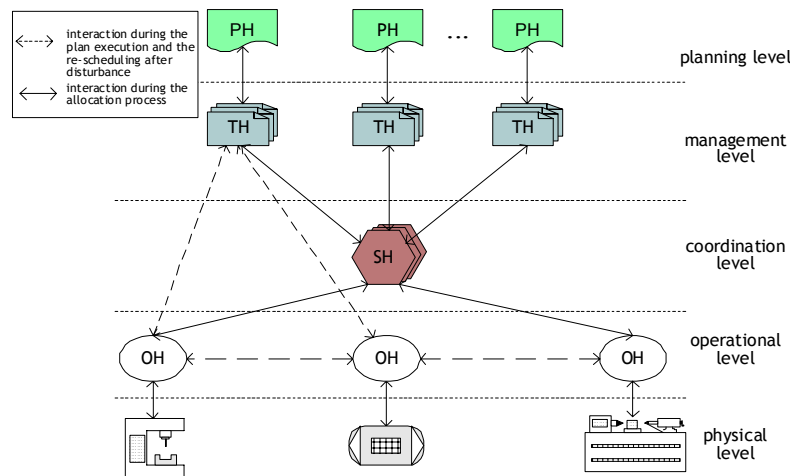 interaction during the
plan execution and the
re-scheduling after
disturbance
interaction during the
allocation process
PH
PH
...
PH
planning level
TH
TH
TH
management
level
SH
coordination
level
OH
OH
OH
operational
level
physical
level